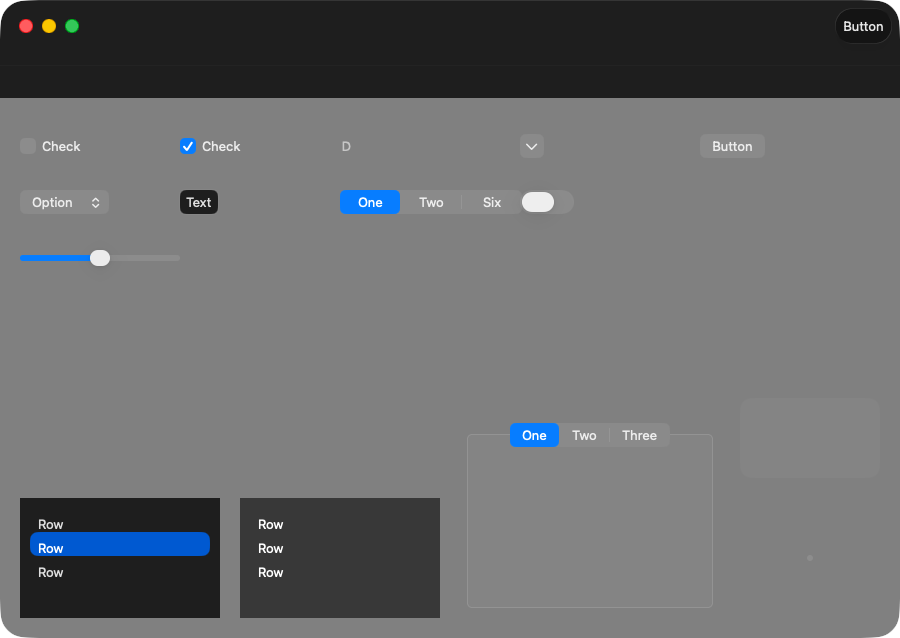 Button
Check
Check
D
Button
Option
Text
One
Two
Six
One
Two
Three
Row
Row
Row
Row
Row
Row